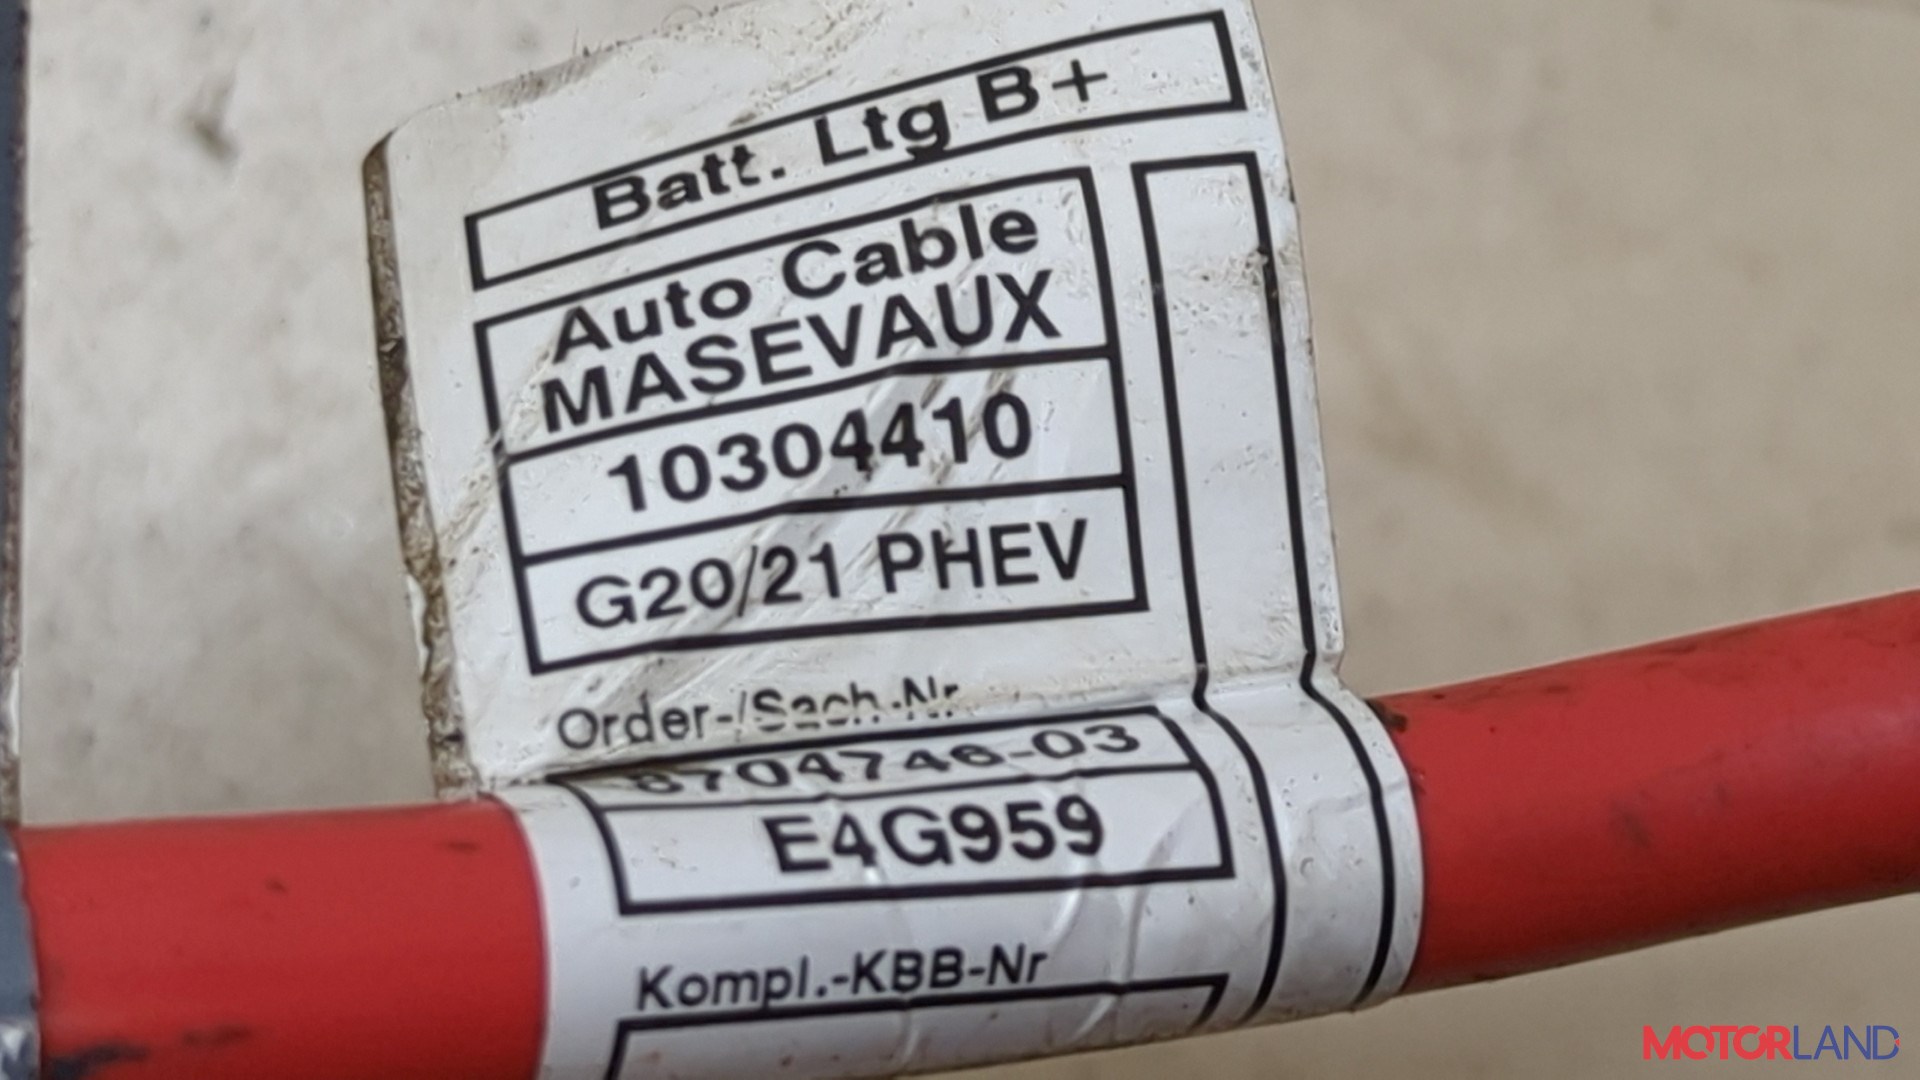 Batt. Ltg B+
Auto Cable
MASEVAUX
10304410
G20/21 PHEV
Order-/Sach-Nr
8704746-03
E4G959
Kompl.-KBB-Nr
MOTORLAND